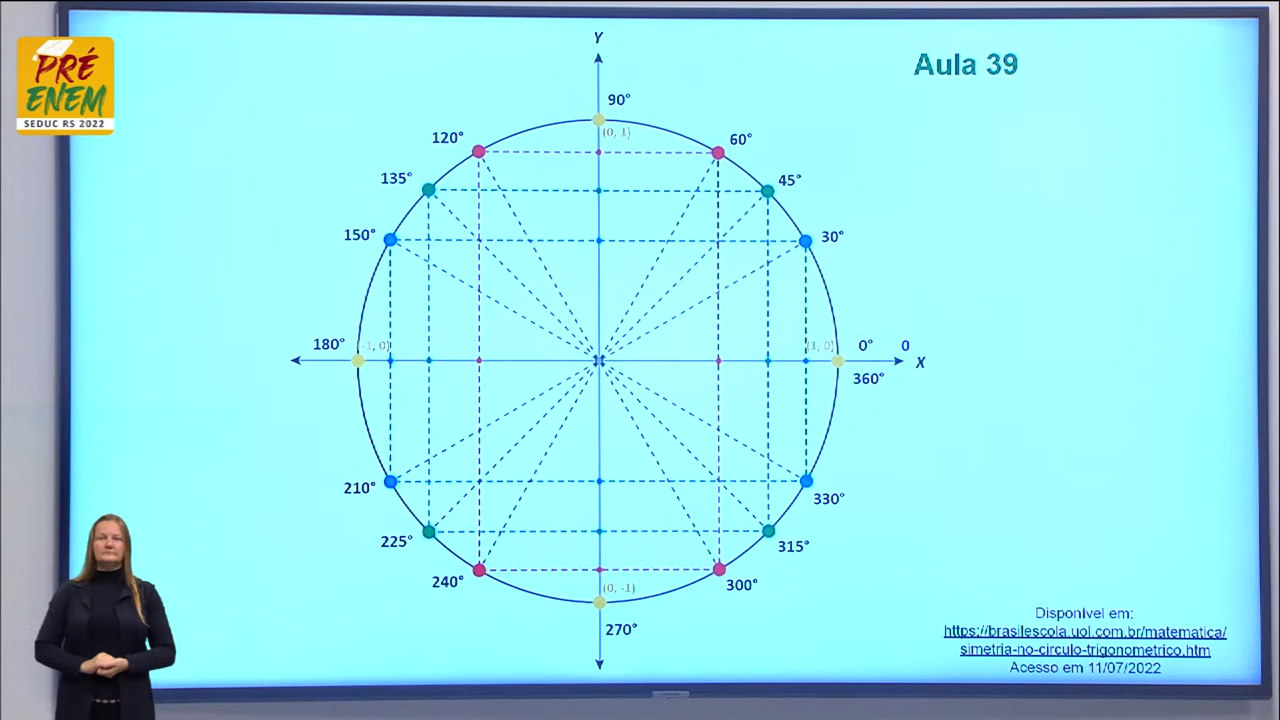 PRÉ
ENEM
SEDUC RS 2022
Aula 39
Y
90°
(0, 1)
120°
60°
135°
45°
150°
30°
180°
(-1, 0)
(1, 0)
0°
0
X
360°
210°
330°
225°
315°
240°
300°
(0, -1)
270°
Disponível em:
https://brasilescola.uol.com.br/matematica/
simetria-no-circulo-trigonometrico.htm
Acesso em 11/07/2022